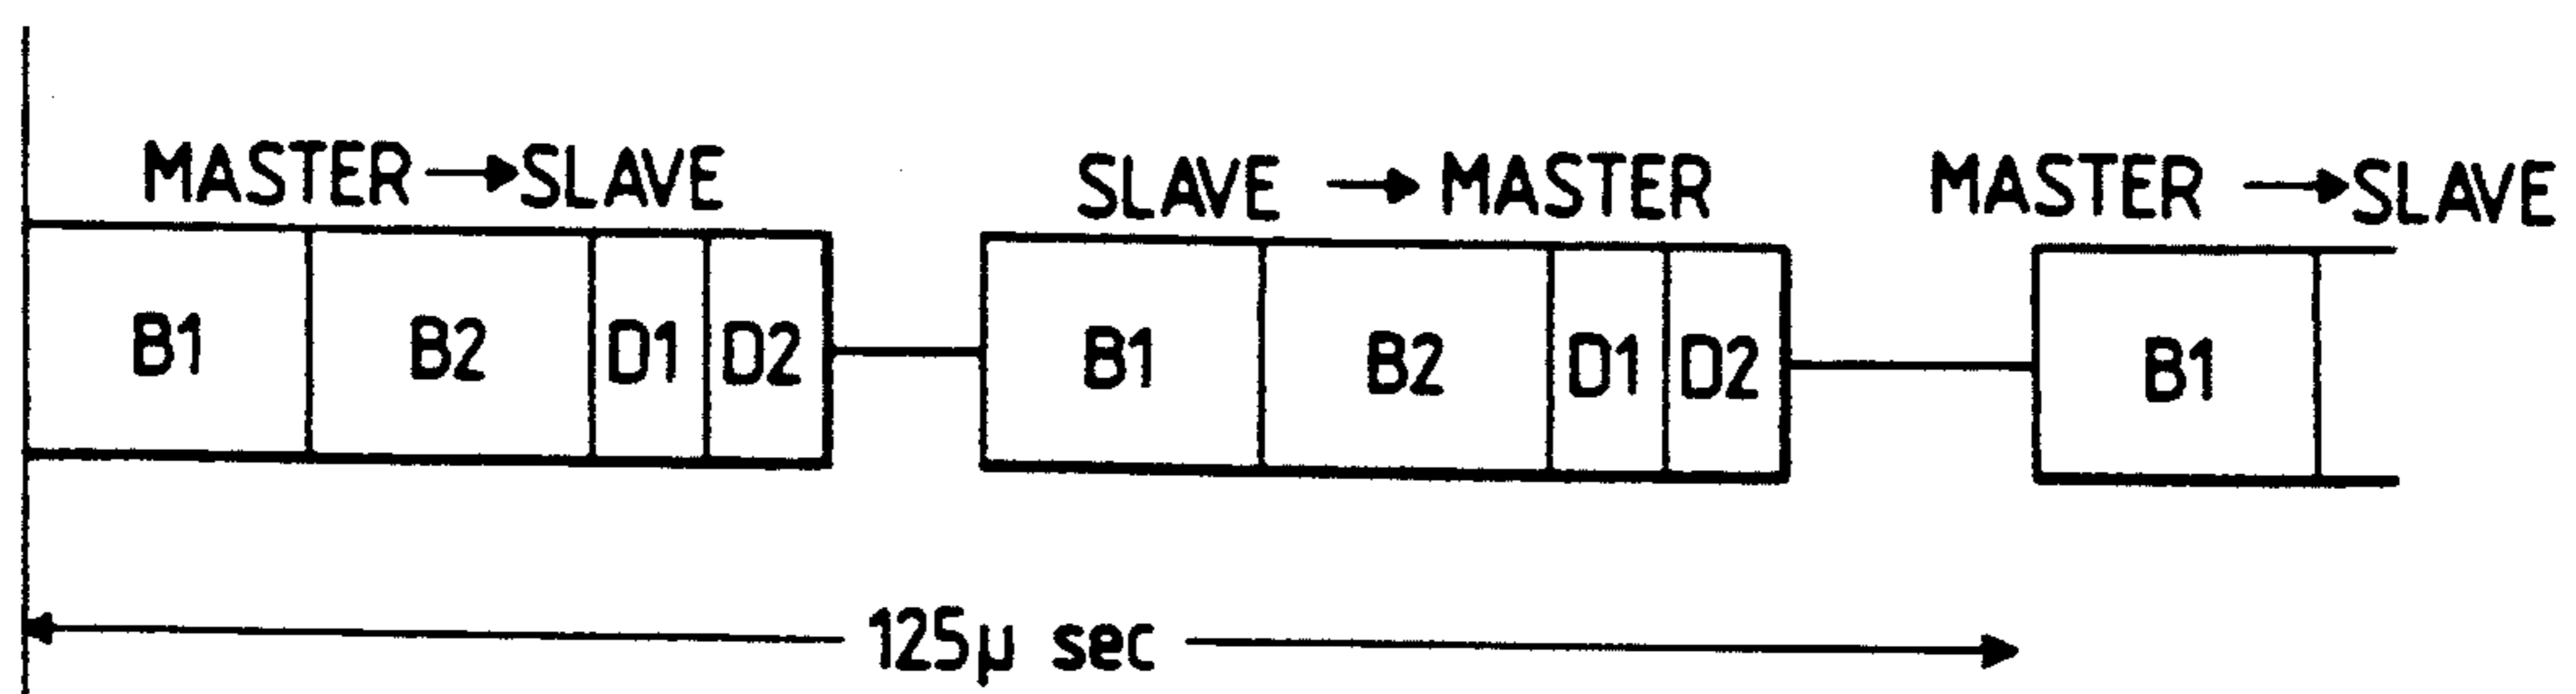 MASTER → SLAVE SLAVE → MASTER MASTER → SLAVE
B1 B2 D1 D2 B1 B2 D1 D2 B1
125µ sec